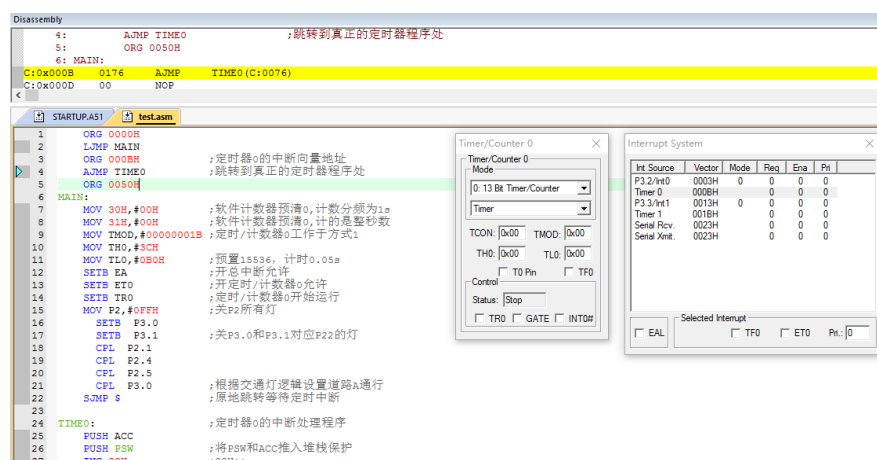 Disassembly
4: AJMP TIME0 ;跳转到真正的定时器程序处
5: ORG 0050H
6: MAIN:
C:0x000B 0176 AJMP TIME0(C:0076)
C:0x000D 00 NOP
STARTUP.A51 test.asm
1 ORG 0000H
2 LJMP MAIN
3 ORG 000BH ;定时器0的中断向量地址
4 AJMP TIME0 ;跳转到真正的定时器程序处
5 ORG 0050H
6 MAIN:
7 MOV 30H,#00H ;软件计数器预清0,计数分频为1s
8 MOV 31H,#00H ;软件计数器预清0,计的是整秒数
9 MOV TMOD,#00000001B ;定时/计数器0工作于方式1
10 MOV TH0,#3CH
11 MOV TL0,#0B0H ;预置15536, 计时0.05s
12 SETB EA ;开总中断允许
13 SETB ET0 ;开定时/计数器0允许
14 SETB TR0 ;定时/计数器0开始运行
15 MOV P2,#0FFH ;关P2所有灯
16 SETB P3.0
17 SETB P3.1 ;关P3.0和P3.1对应P22的灯
18 CPL P2.1
19 CPL P2.4
20 CPL P2.5
21 CPL P3.0 ;根据交通灯逻辑设置道路A通行
22 SJMP $ ;原地跳转等待定时中断
23
24 TIME0: ;定时器0的中断处理程序
25 PUSH ACC
26 PUSH PSW ;将PSW和ACC推入堆栈保护
Timer/Counter 0
Timer/Counter 0
Mode
0: 13 Bit Timer/Counter
Timer
TCON: 0x00 TMOD: 0x00
TH0: 0x00 TL0: 0x00
T0 Pin TF0
Control
Status: Stop
TR0 GATE INT0#
Interrupt System
Int Source Vector Mode Req Ena Pri
P3.2/Int0 0003H 0 0 0 0
Timer 0 000BH 0 0 0
P3.3/Int1 0013H 0 0 0 0
Timer 1 001BH 0 0 0
Serial Rcv. 0023H 0 0 0
Serial Xmit. 0023H 0 0 0
Selected Interrupt
EAL TF0 ET0 Pri.: 0